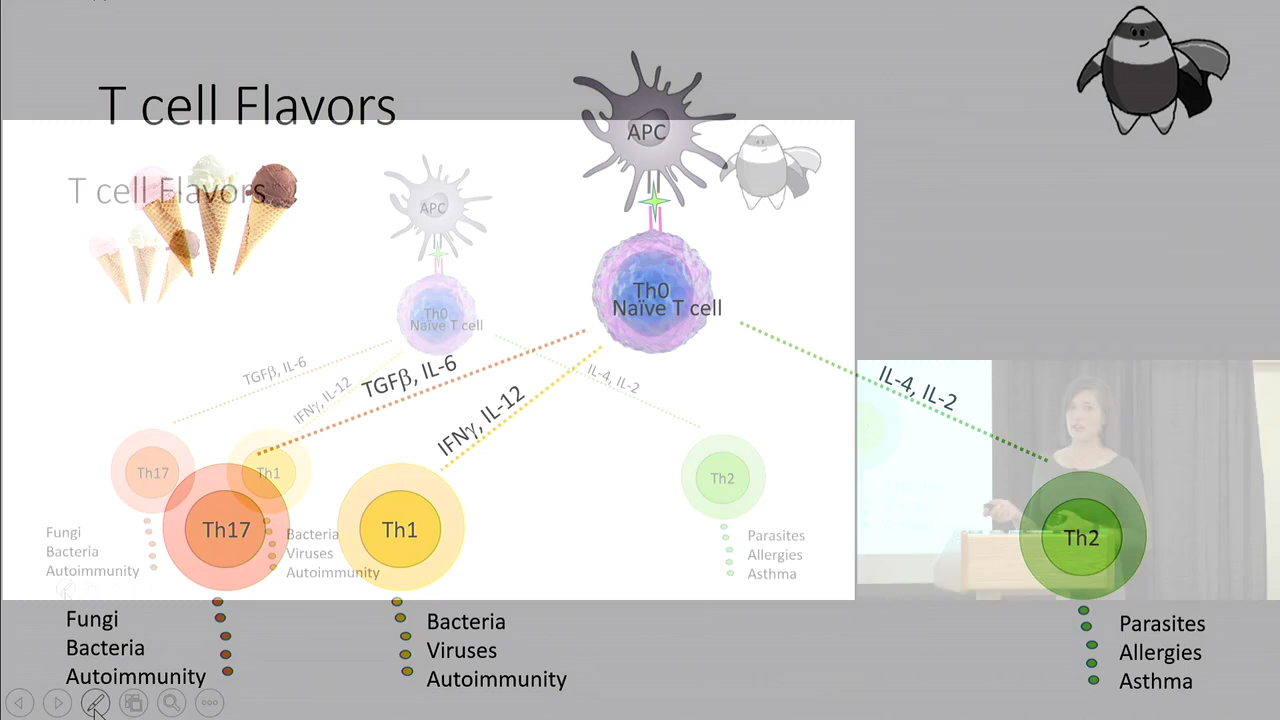 T cell Flavors
APC
Th0
Naïve T cell
TGFβ, IL-6
IFNγ, IL-12
IL-4, IL-2
Th17
Th1
Th2
Fungi
Bacteria
Autoimmunity
Bacteria
Viruses
Autoimmunity
Parasites
Allergies
Asthma
T cell Flavors
APC
Th0
Naïve T cell
TGFβ, IL-6
IFNγ, IL-12
IL-4, IL-2
Th17
Th1
Th2
Fungi
Bacteria
Autoimmunity
Bacteria
Viruses
Autoimmunity
Parasites
Allergies
Asthma